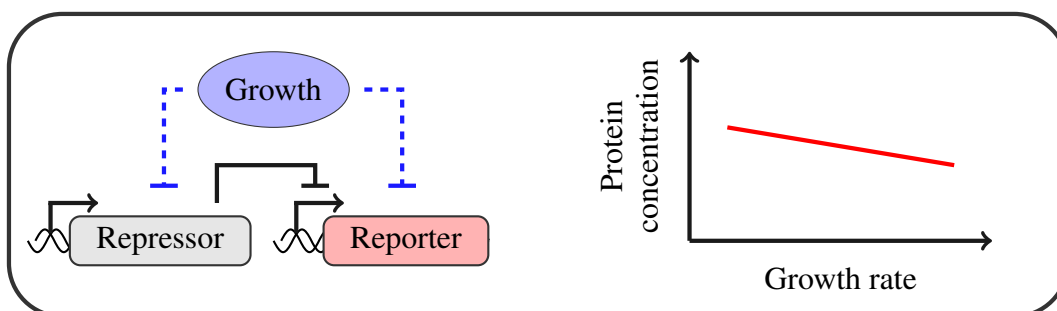 Growth
Repressor
Reporter
Protein
concentration
Growth rate